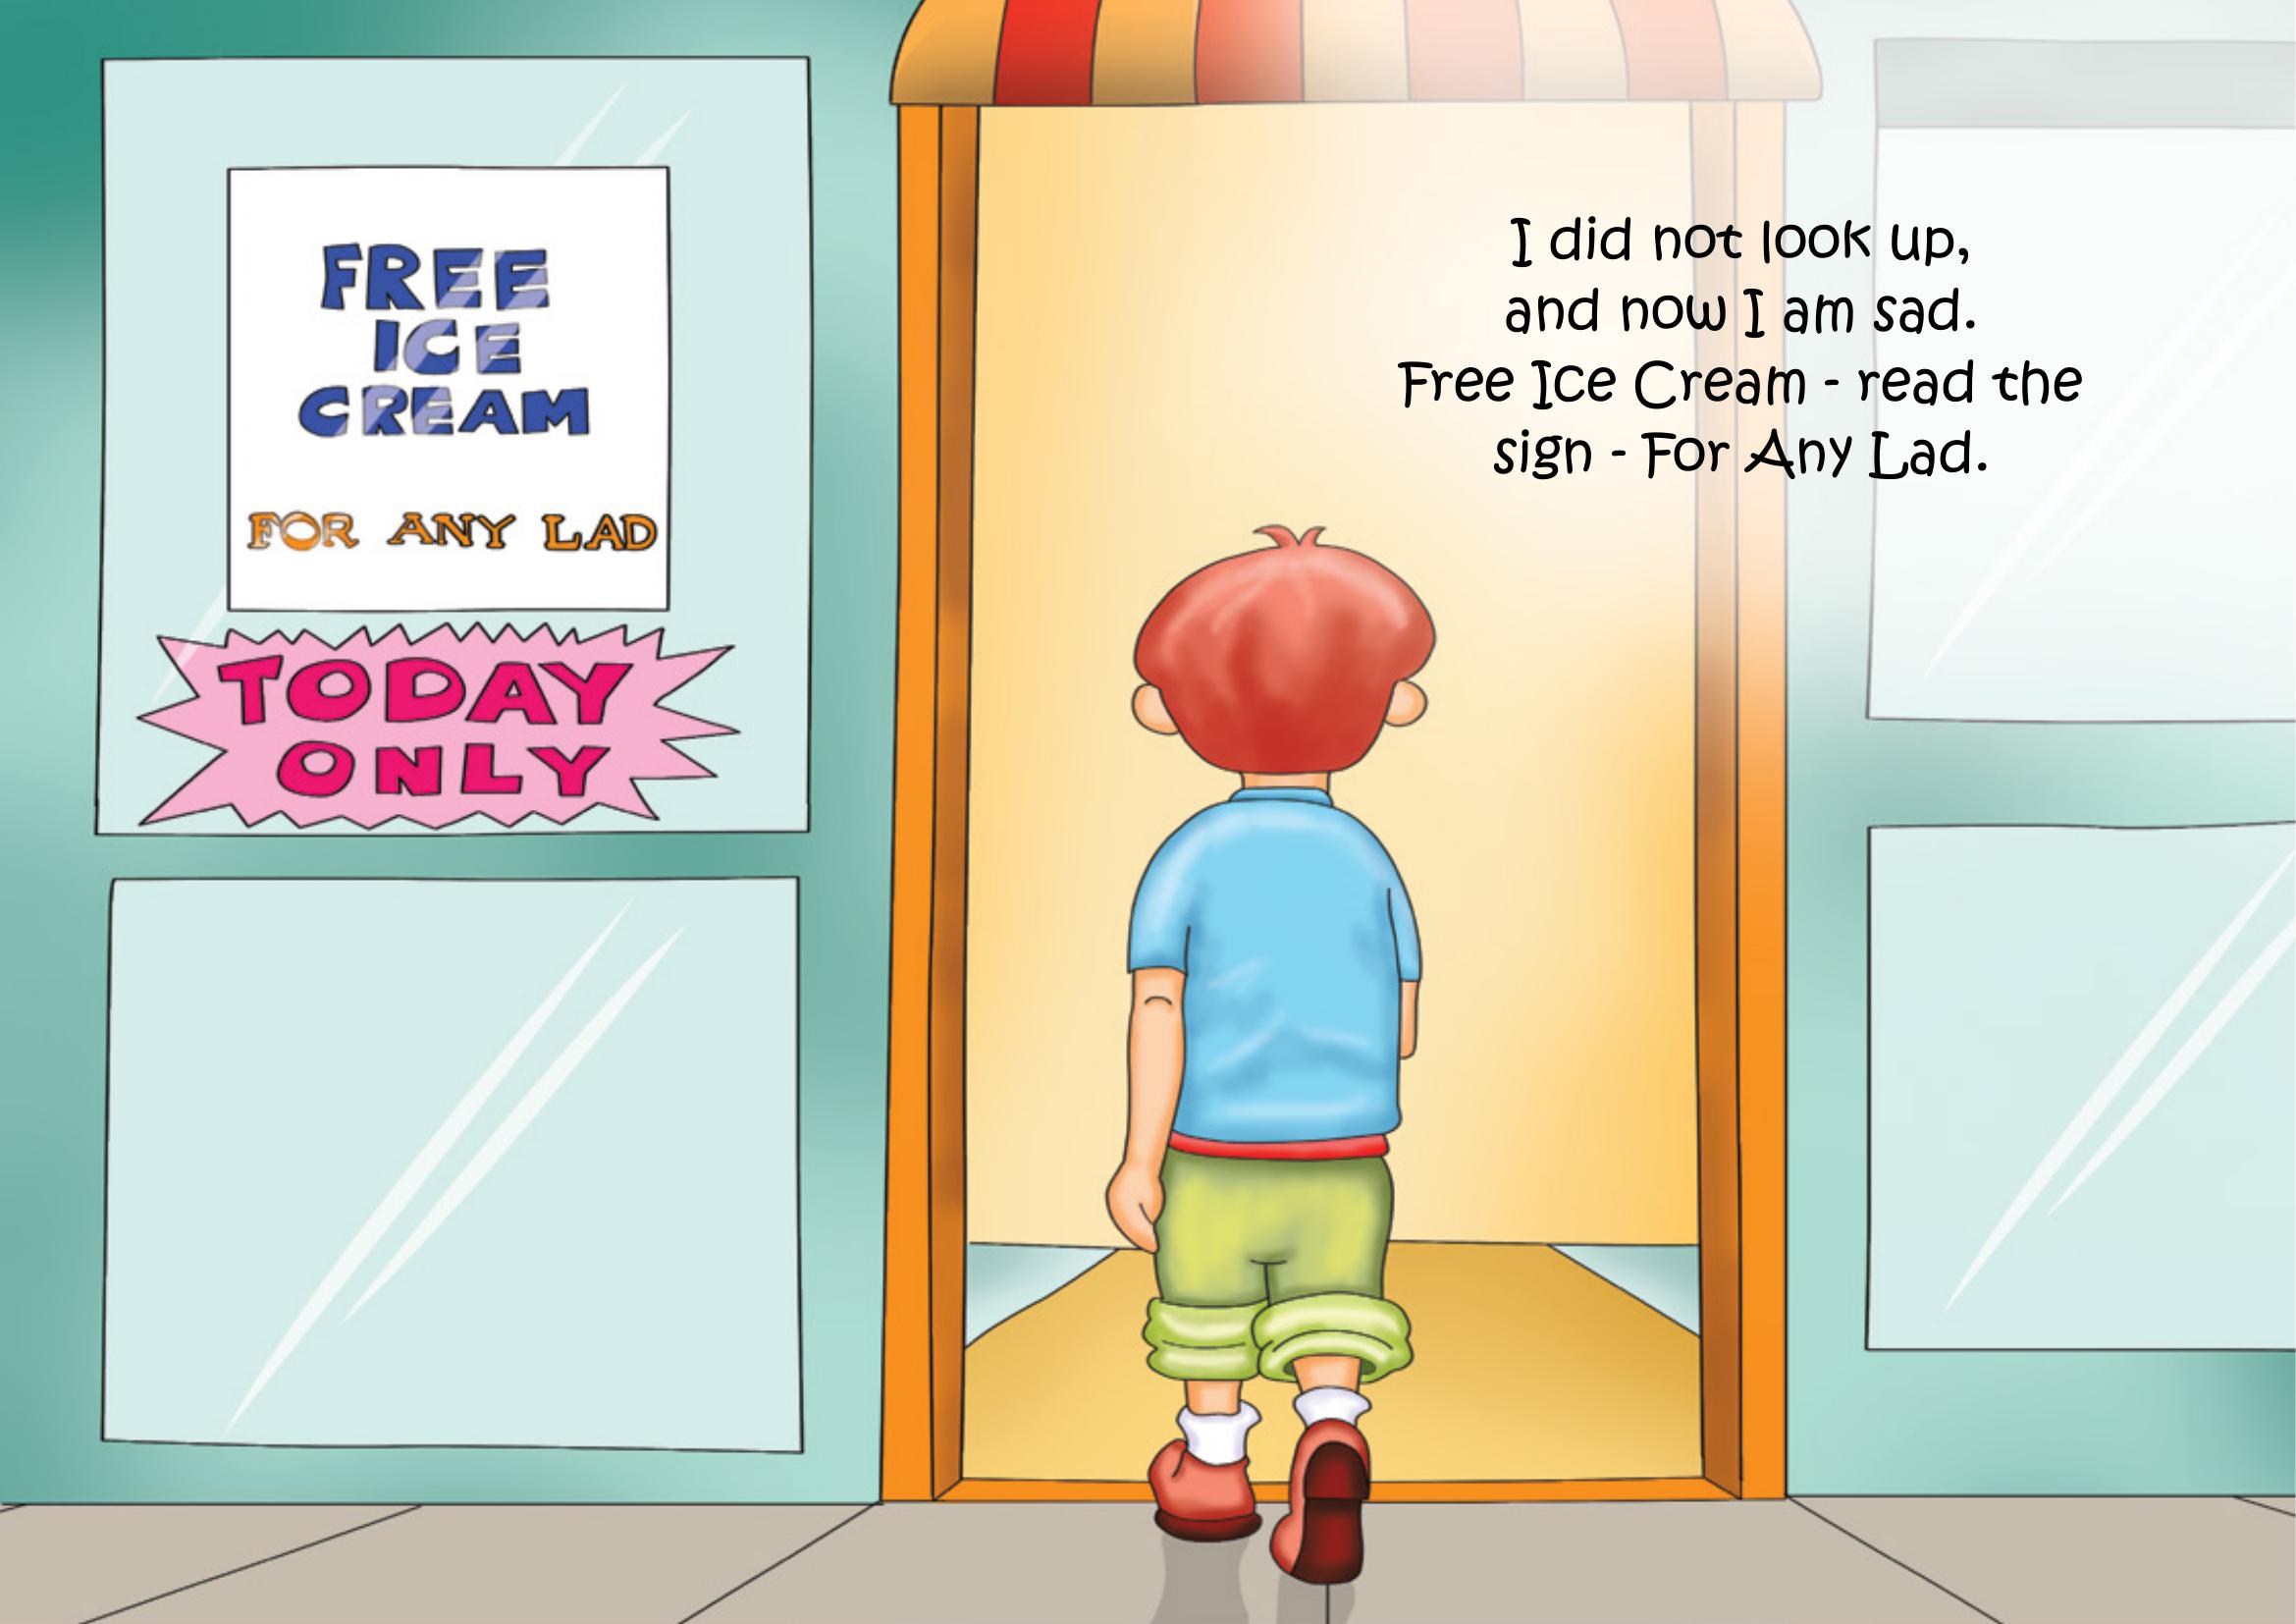 FREE
ICE
CREAM
FOR ANY LAD
TODAY
ONLY
I did not look up,
and now I am sad.
Free Ice Cream - read the
sign - For Any Lad.